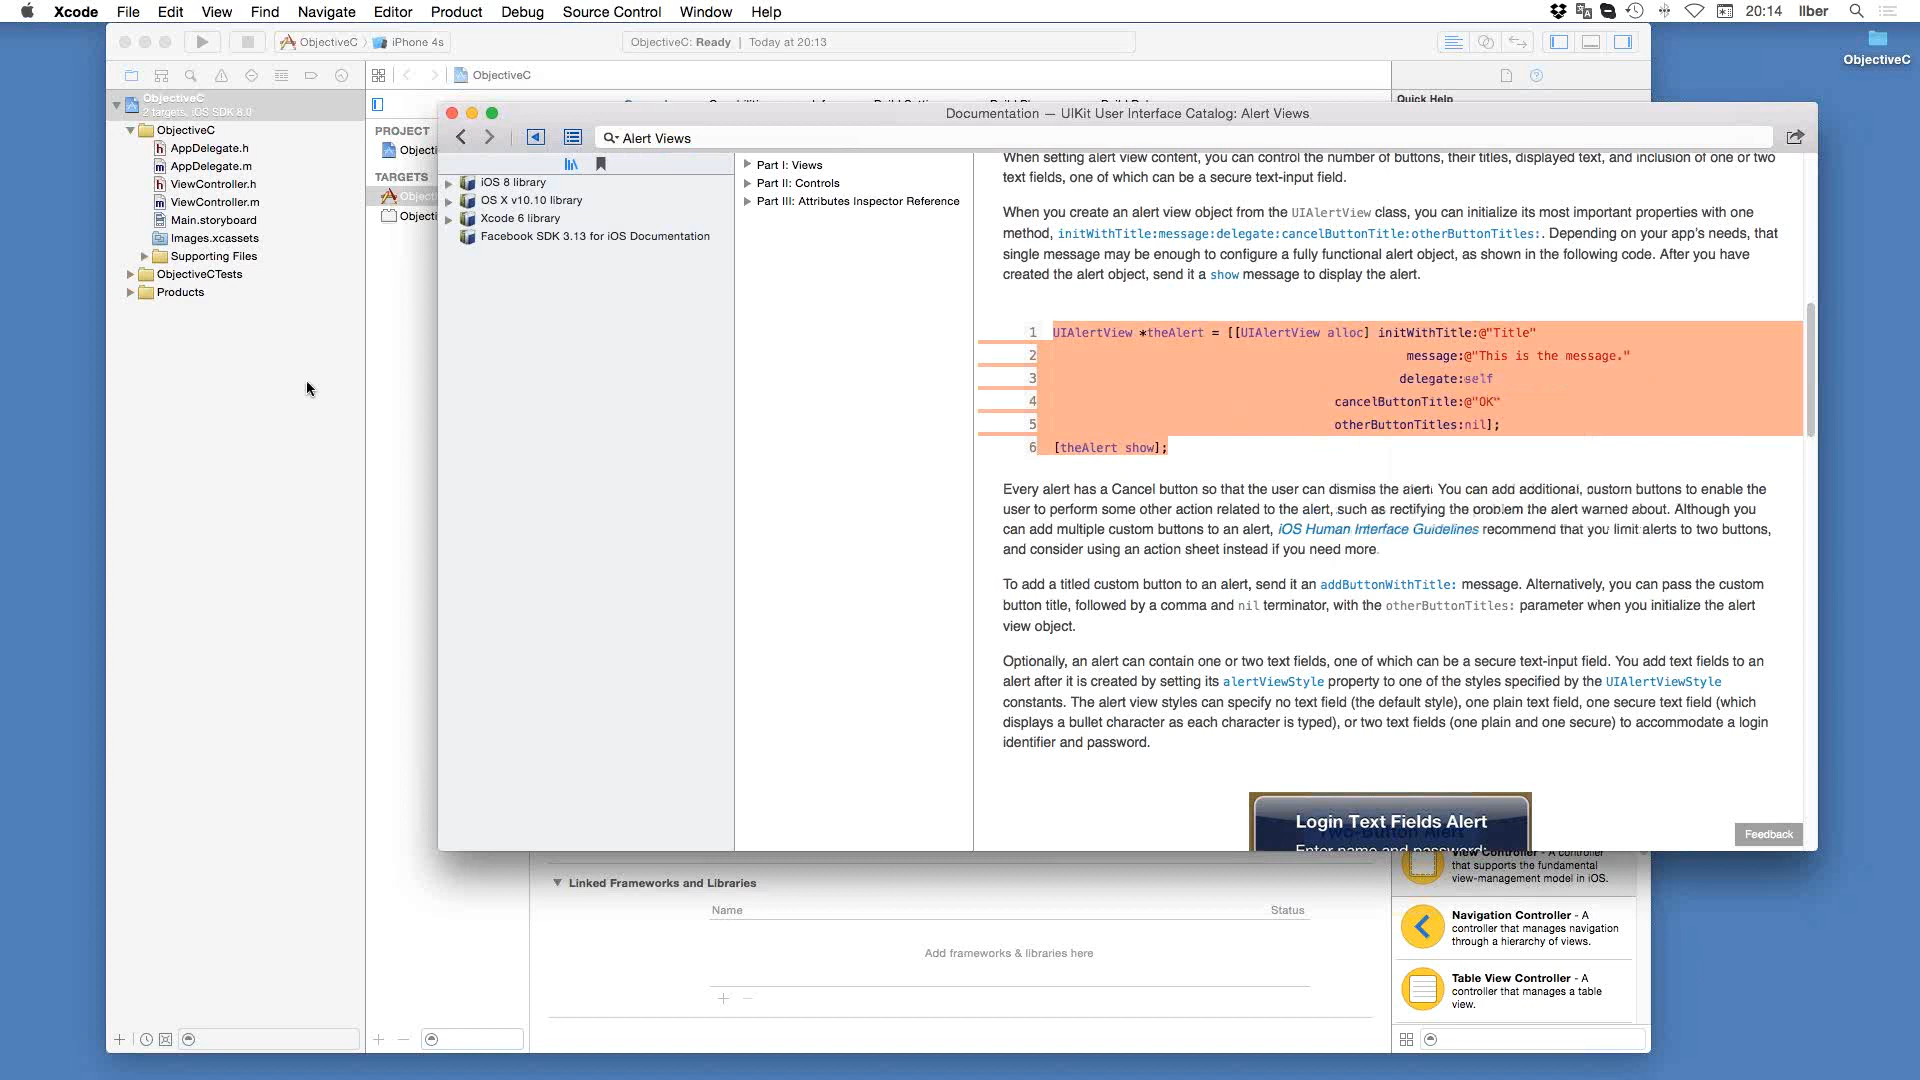 Xcode File Edit View Find Navigate Editor Product Debug Source Control Window Help 20:14 Ilber
ObjectiveC iPhone 4s
ObjectiveC: Ready | Today at 20:13
ObjectiveC
ObjectiveC
ObjectiveC
2 targets, iOS SDK 8.0
ObjectiveC
AppDelegate.h
AppDelegate.m
ViewController.h
ViewController.m
Main.storyboard
Images.xcassets
Supporting Files
ObjectiveCTests
Products
PROJECT
Objecti
TARGETS
Objecti
Objecti
Quick Help
Documentation — UIKit User Interface Catalog: Alert Views
Alert Views
iOS 8 library
OS X v10.10 library
Xcode 6 library
Facebook SDK 3.13 for iOS Documentation
Part I: Views
Part II: Controls
Part III: Attributes Inspector Reference
When setting alert view content, you can control the number of buttons, their titles, displayed text, and inclusion of one or two
text fields, one of which can be a secure text-input field.
When you create an alert view object from the UIAlertView class, you can initialize its most important properties with one
method, initWithTitle:message:delegate:cancelButtonTitle:otherButtonTitles:. Depending on your app's needs, that
single message may be enough to configure a fully functional alert object, as shown in the following code. After you have
created the alert object, send it a show message to display the alert.
1 UIAlertView *theAlert = [[UIAlertView alloc] initWithTitle:@"Title"
2 message:@"This is the message."
3 delegate:self
4 cancelButtonTitle:@"OK"
5 otherButtonTitles:nil];
6 [theAlert show];
Every alert has a Cancel button so that the user can dismiss the alert. You can add additional, custom buttons to enable the
user to perform some other action related to the alert, such as rectifying the problem the alert warned about. Although you
can add multiple custom buttons to an alert, iOS Human Interface Guidelines recommend that you limit alerts to two buttons,
and consider using an action sheet instead if you need more.
To add a titled custom button to an alert, send it an addButtonWithTitle: message. Alternatively, you can pass the custom
button title, followed by a comma and nil terminator, with the otherButtonTitles: parameter when you initialize the alert
view object.
Optionally, an alert can contain one or two text fields, one of which can be a secure text-input field. You add text fields to an
alert after it is created by setting its alertViewStyle property to one of the styles specified by the UIAlertViewStyle
constants. The alert view styles can specify no text field (the default style), one plain text field, one secure text field (which
displays a bullet character as each character is typed), or two text fields (one plain and one secure) to accommodate a login
identifier and password.
Login Text Fields Alert
Two-Button Alert
Enter name and password:
Feedback
Linked Frameworks and Libraries
Name Status
Add frameworks & libraries here
View Controller - A controller
that supports the fundamental
view-management model in iOS.
Navigation Controller - A
controller that manages navigation
through a hierarchy of views.
Table View Controller - A
controller that manages a table
view.